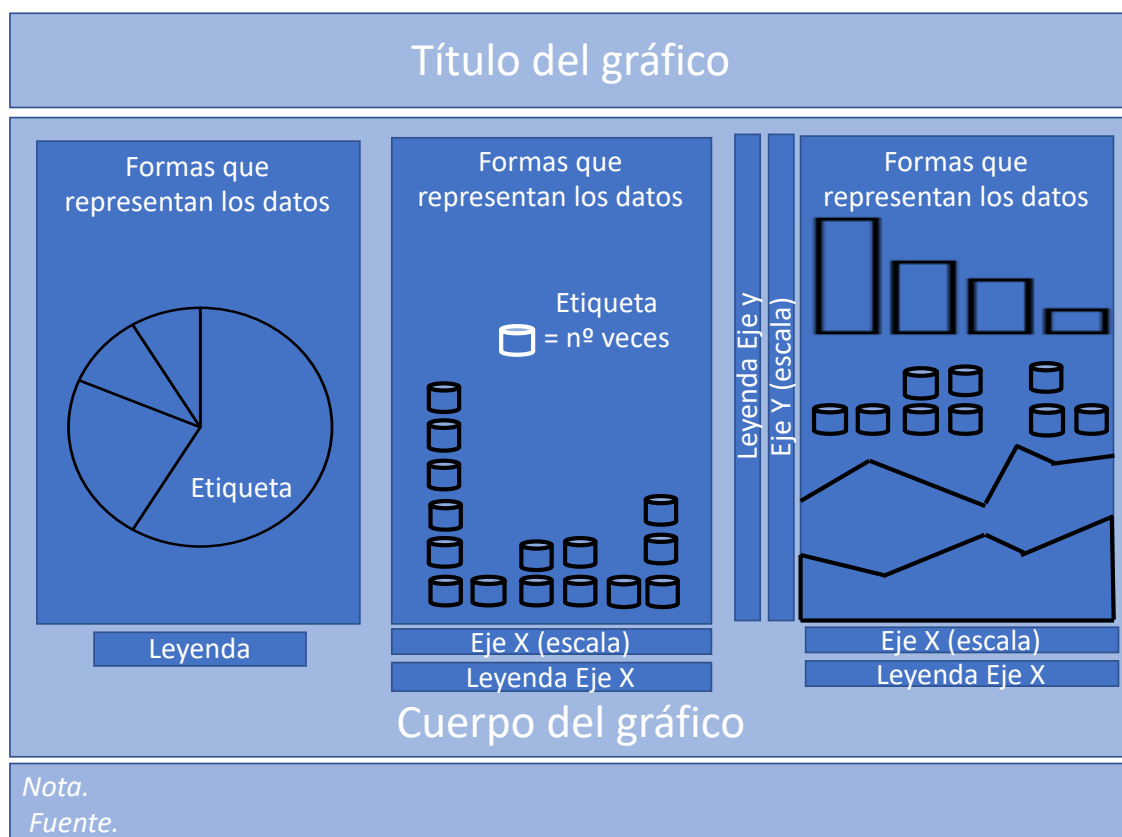 Título del gráfico
Formas que
representan los datos
Etiqueta
Leyenda
Formas que
representan los datos
Etiqueta
= nº veces
Eje X (escala)
Leyenda Eje X
Leyenda Eje y
Eje Y (escala)
Formas que
representan los datos
Eje X (escala)
Leyenda Eje X
Cuerpo del gráfico
Nota.
Fuente.